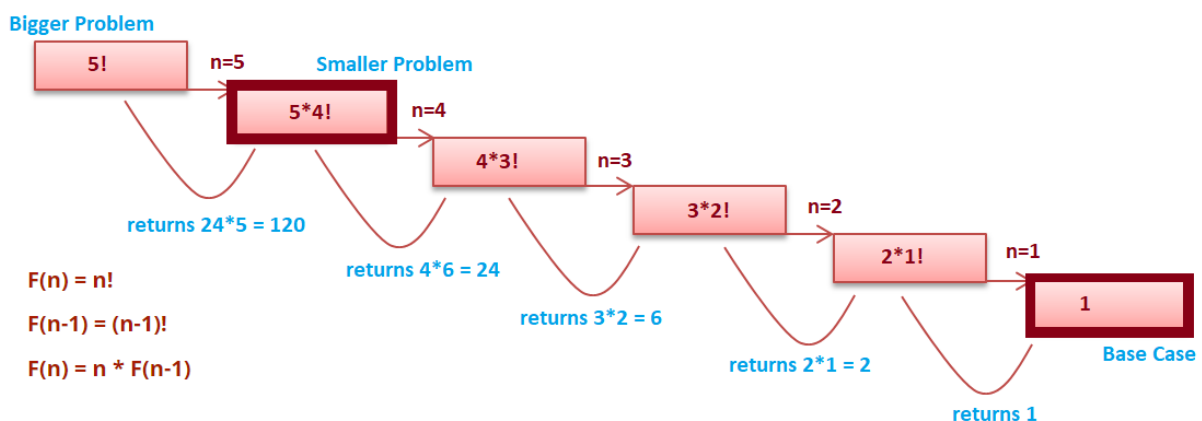 Bigger Problem
5!
n=5
Smaller Problem
5*4!
n=4
4*3!
n=3
3*2!
n=2
2*1!
n=1
1
Base Case
returns 24*5 = 120
returns 4*6 = 24
returns 3*2 = 6
returns 2*1 = 2
returns 1
F(n) = n!
F(n-1) = (n-1)!
F(n) = n * F(n-1)